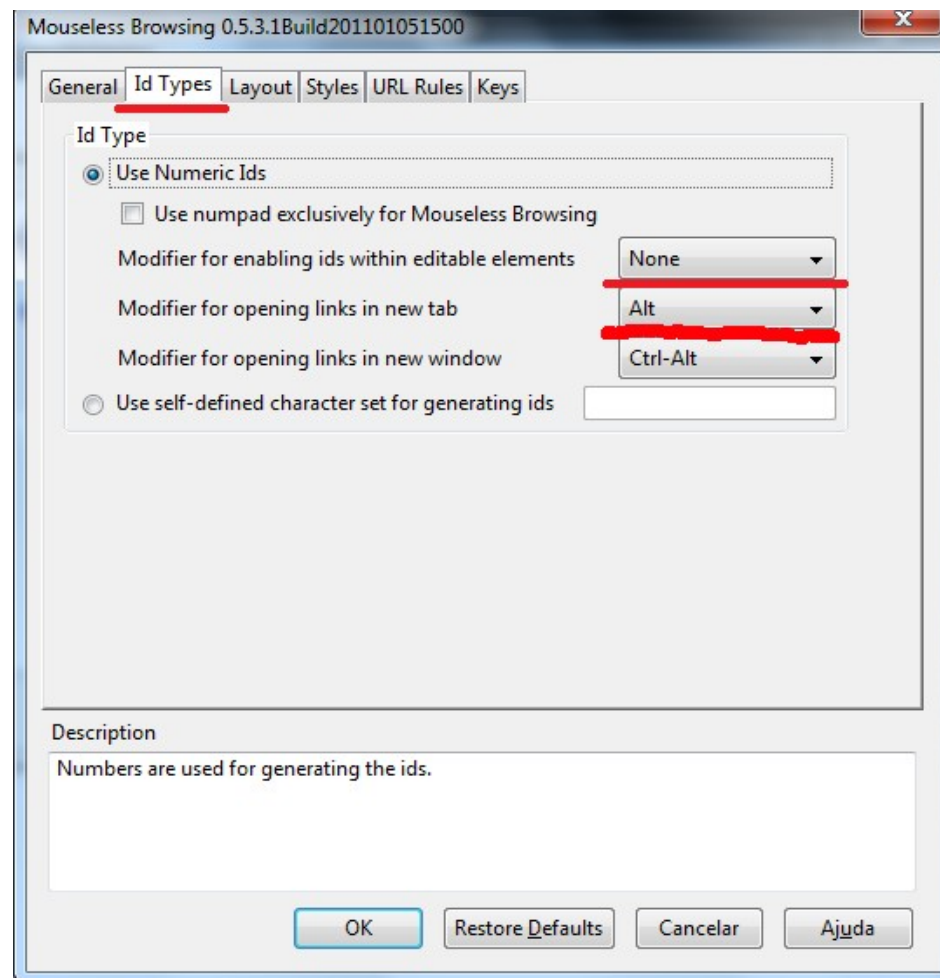 Mouseless Browsing 0.5.3.1Build201101051500
General Id Types Layout Styles URL Rules Keys
Id Type
Use Numeric Ids
Use numpad exclusively for Mouseless Browsing
Modifier for enabling ids within editable elements None
Modifier for opening links in new tab Alt
Modifier for opening links in new window Ctrl-Alt
Use self-defined character set for generating ids
Description
Numbers are used for generating the ids.
OK Restore Defaults Cancelar Ajuda